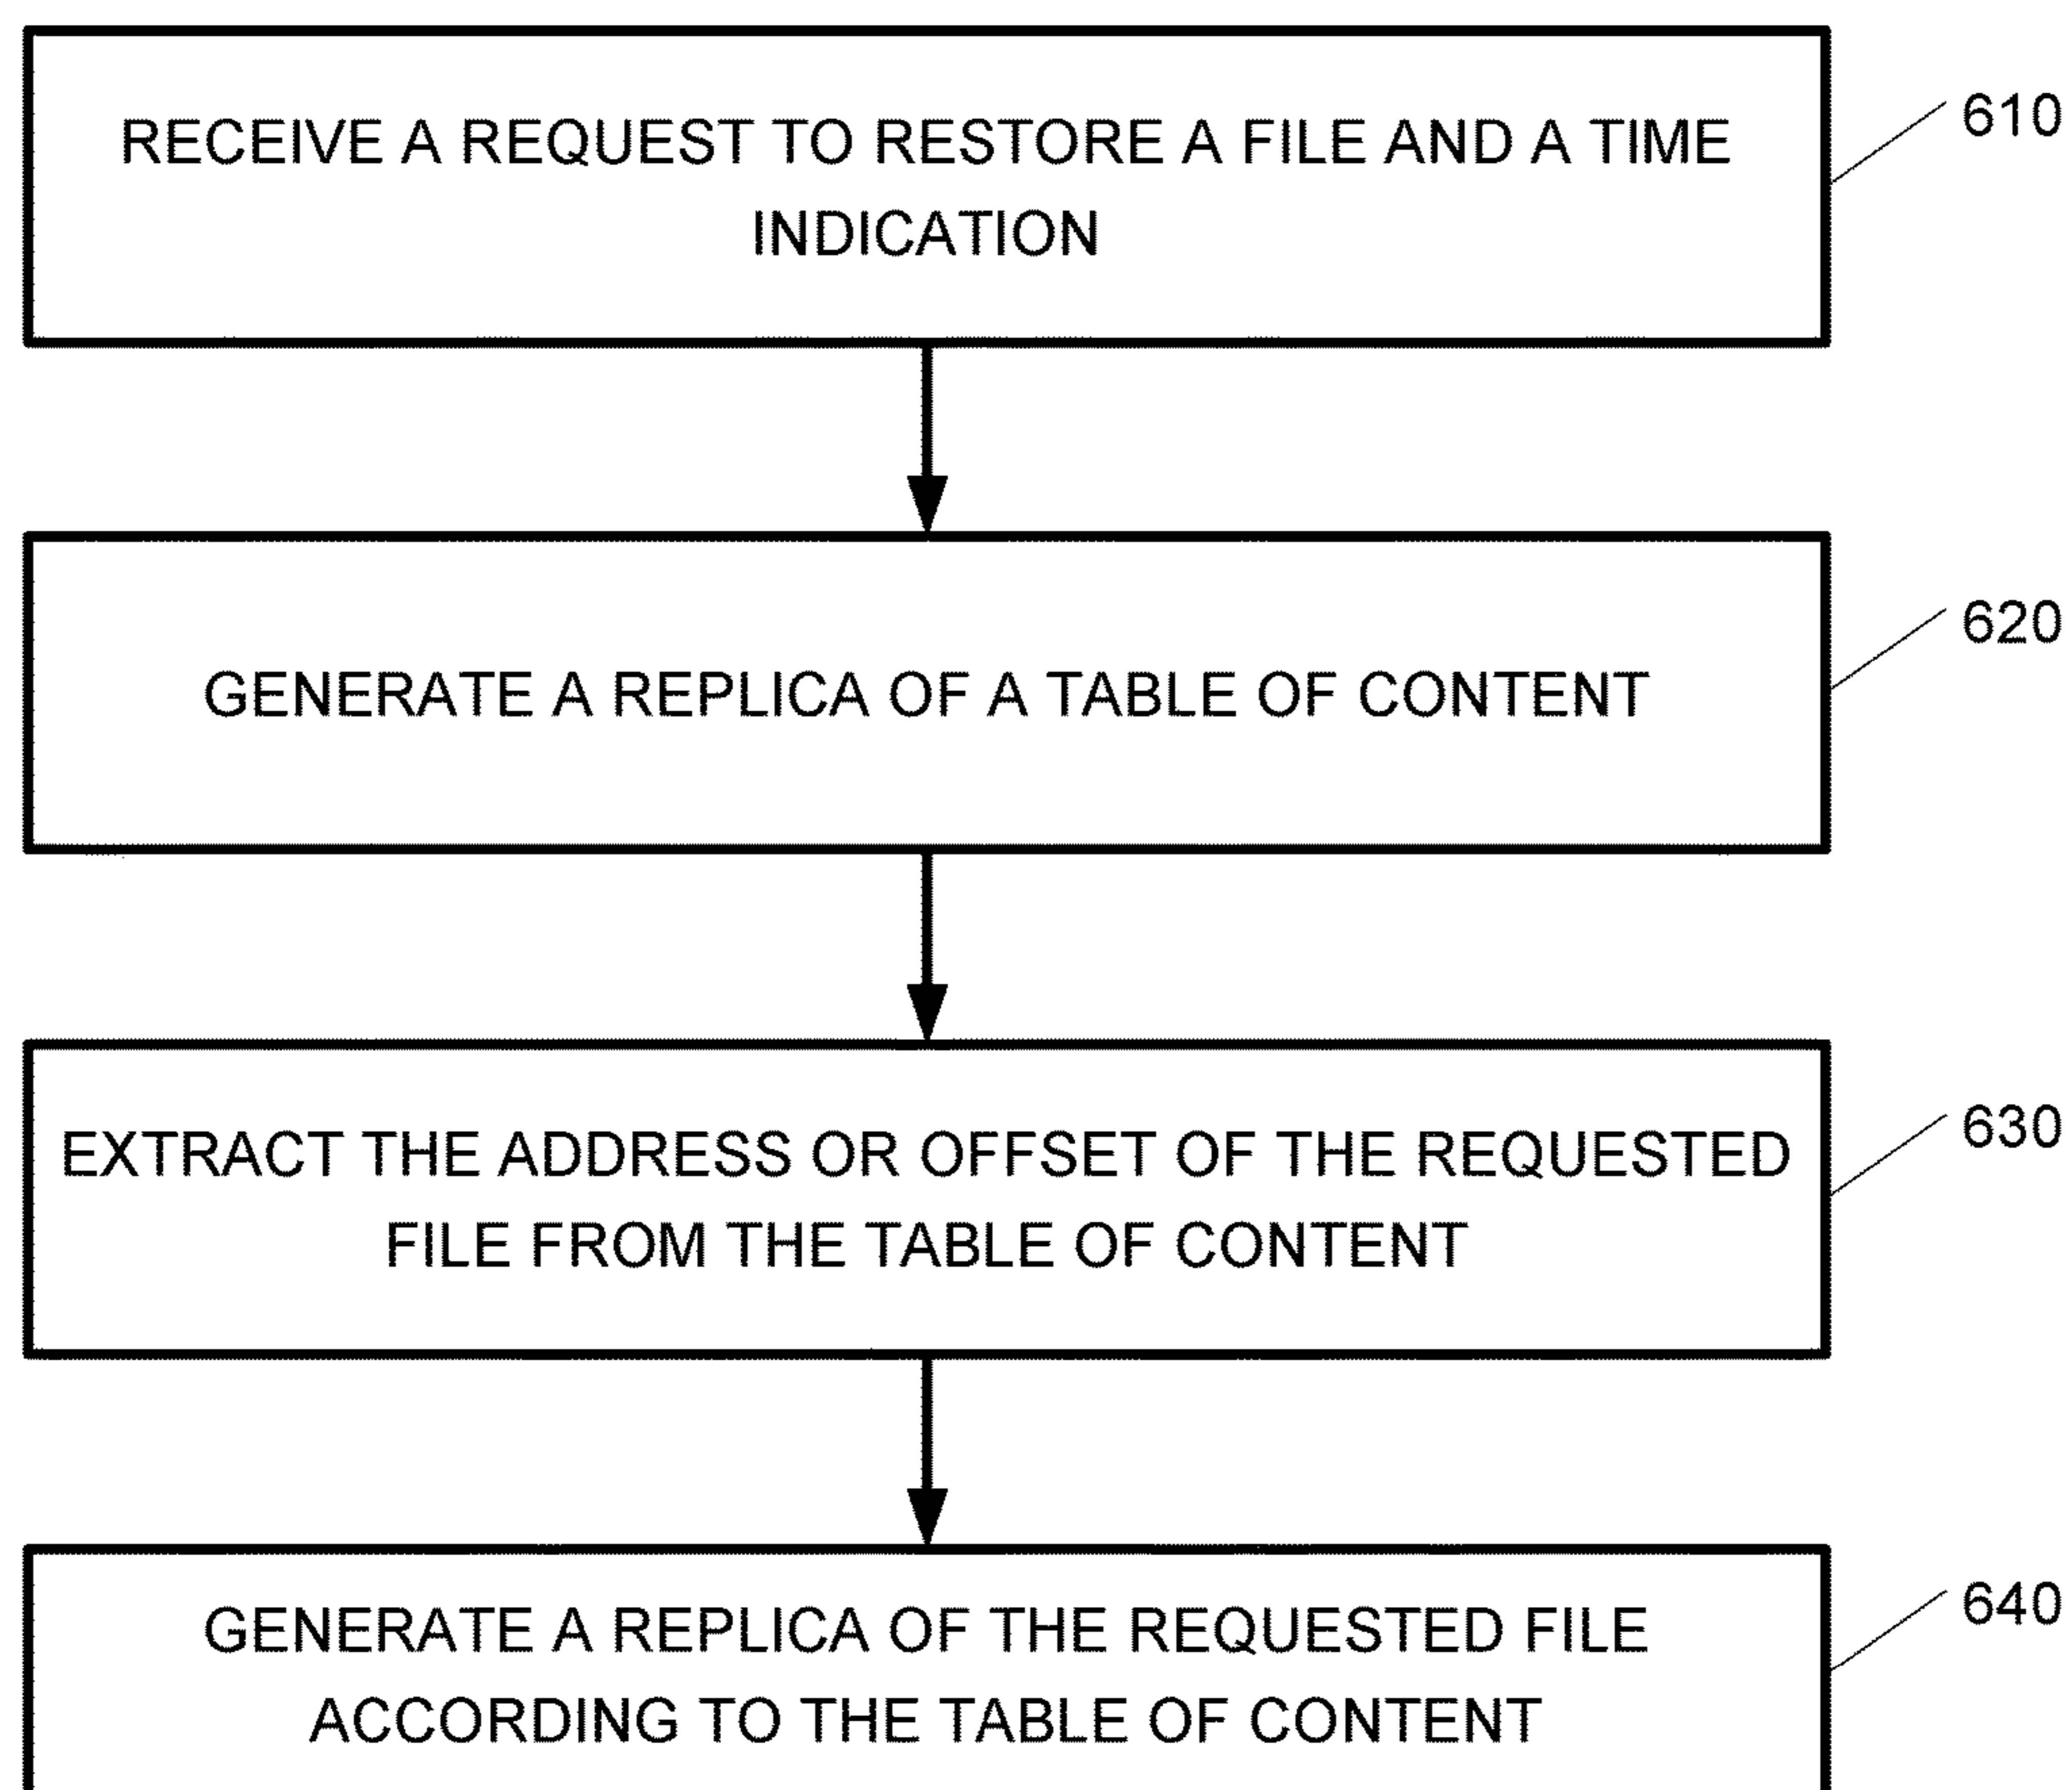 RECEIVE A REQUEST TO RESTORE A FILE AND A TIME
INDICATION
610
GENERATE A REPLICA OF A TABLE OF CONTENT
620
EXTRACT THE ADDRESS OR OFFSET OF THE REQUESTED
FILE FROM THE TABLE OF CONTENT
630
GENERATE A REPLICA OF THE REQUESTED FILE
ACCORDING TO THE TABLE OF CONTENT
640